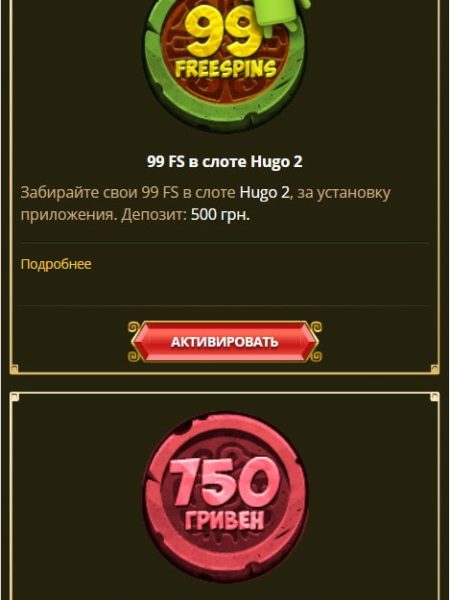 99
FREESPINS
99 FS в слоте Hugo 2
Забирайте свои 99 FS в слоте Hugo 2, за установку
приложения. Депозит: 500 грн.
Подробнее
АКТИВИРОВАТЬ
750
ГРИВЕН